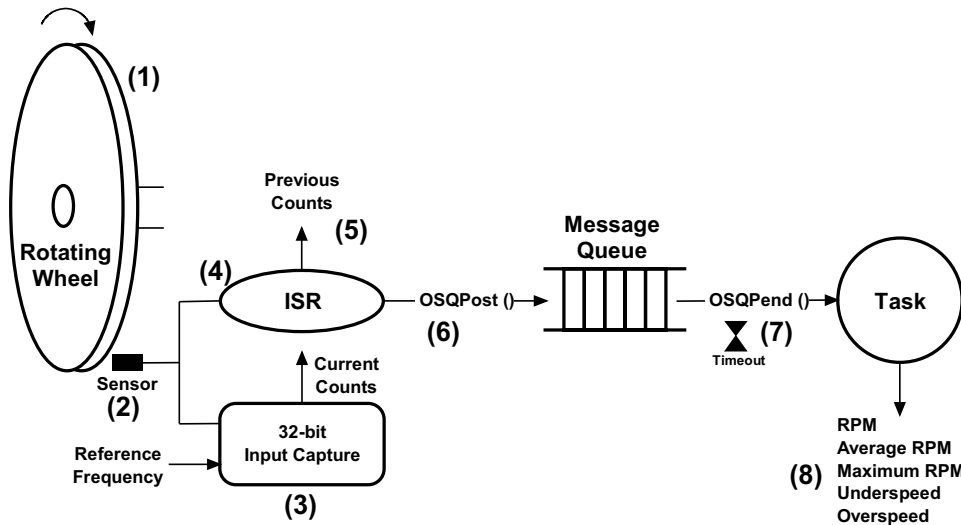 (1)
Rotating
Wheel
Sensor
(2)
Reference
Frequency
32-bit
Input Capture
(3)
Current
Counts
(4)
ISR
Previous
Counts
(5)
OSQPost ()
(6)
Message
Queue
OSQPend ()
(7)
Timeout
Task
(8)
RPM
Average RPM
Maximum RPM
Underspeed
Overspeed